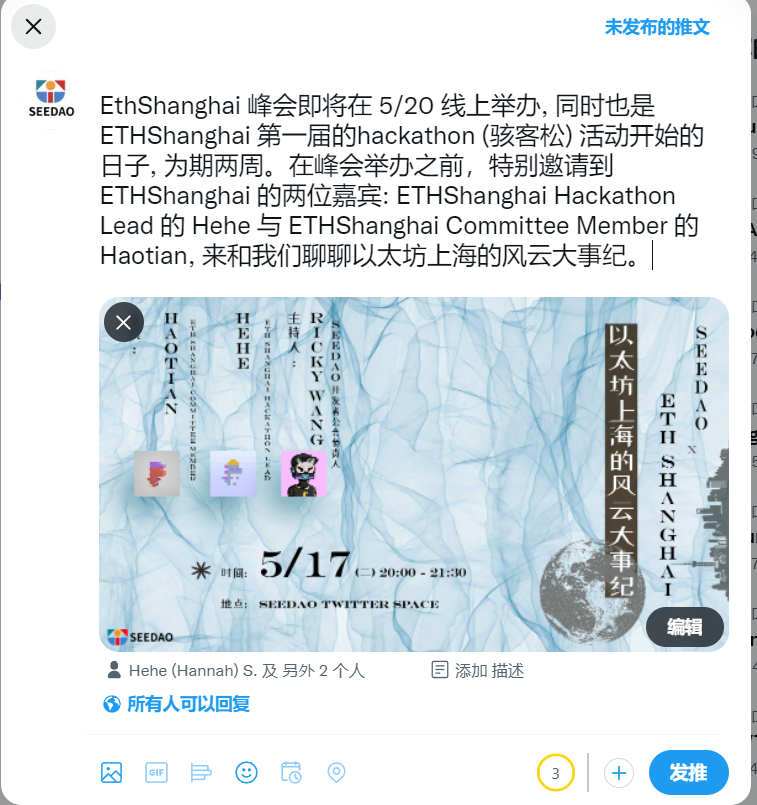 未发布的推文
SEEDAO
EthShanghai 峰会即将在 5/20 线上举办, 同时也是
ETHShanghai 第一届的hackathon (骇客松) 活动开始的
日子, 为期两周。在峰会举办之前，特别邀请到
ETHShanghai 的两位嘉宾: ETHShanghai Hackathon
Lead 的 Hehe 与 ETHShanghai Committee Member 的
Haotian, 来和我们聊聊以太坊上海的风云大事纪。
SEEDAO
x
ETH SHANGHAI
以太坊上海的风云大事纪
SEEDAO开发者公会负责人
RICKY WANG
主持人：
ETH SHANGHAI HACKATHON LEAD
HEHE
ETH SHANGHAI COMMITTEE MEMBER
HAOTIAN
：
时间: 5/17 (二) 20:00 - 21:30
地点: SEEDAO TWITTER SPACE
SEEDAO
编辑
Hehe (Hannah) S. 及 另外 2 个人
添加 描述
所有人可以回复
GIF
3
发推